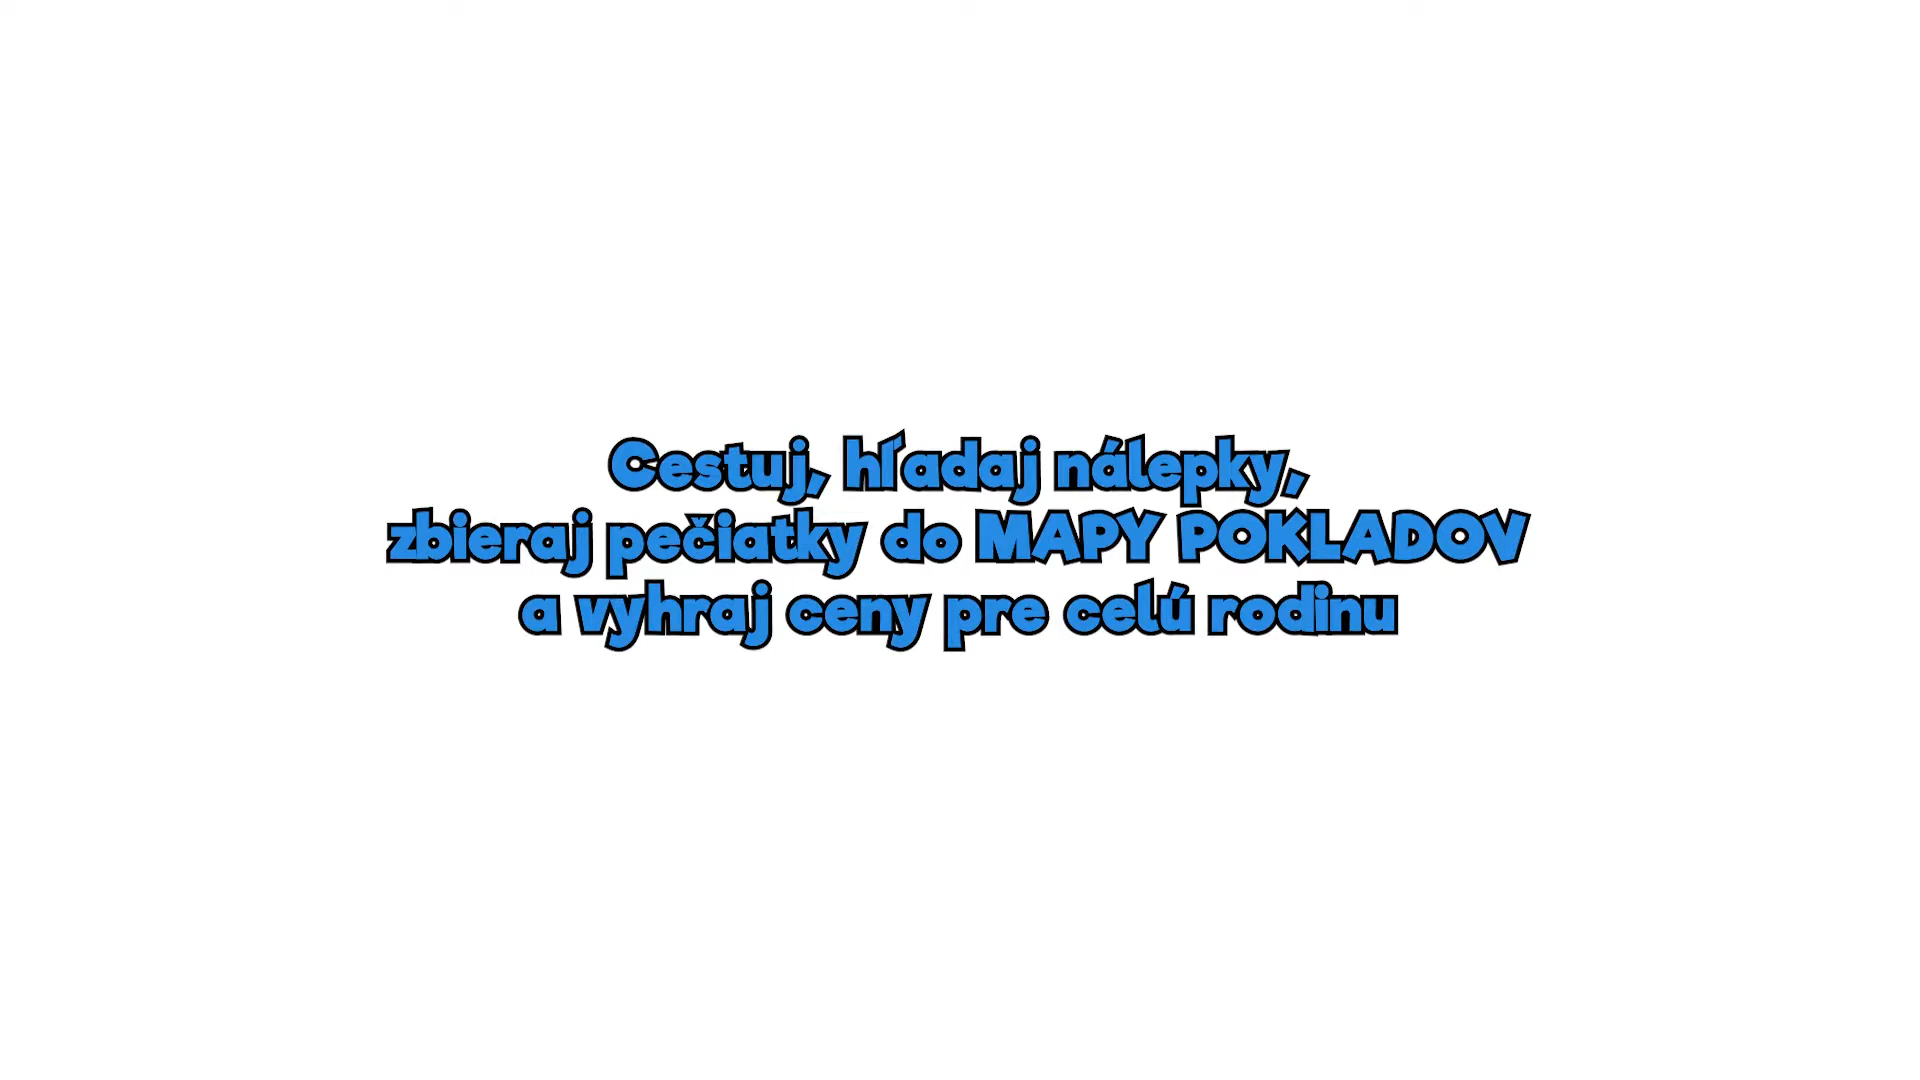 Cestuj, hľadaj nálepky,
zbieraj pečiatky do MAPY POKLADOV
a vyhraj ceny pre celú rodinu